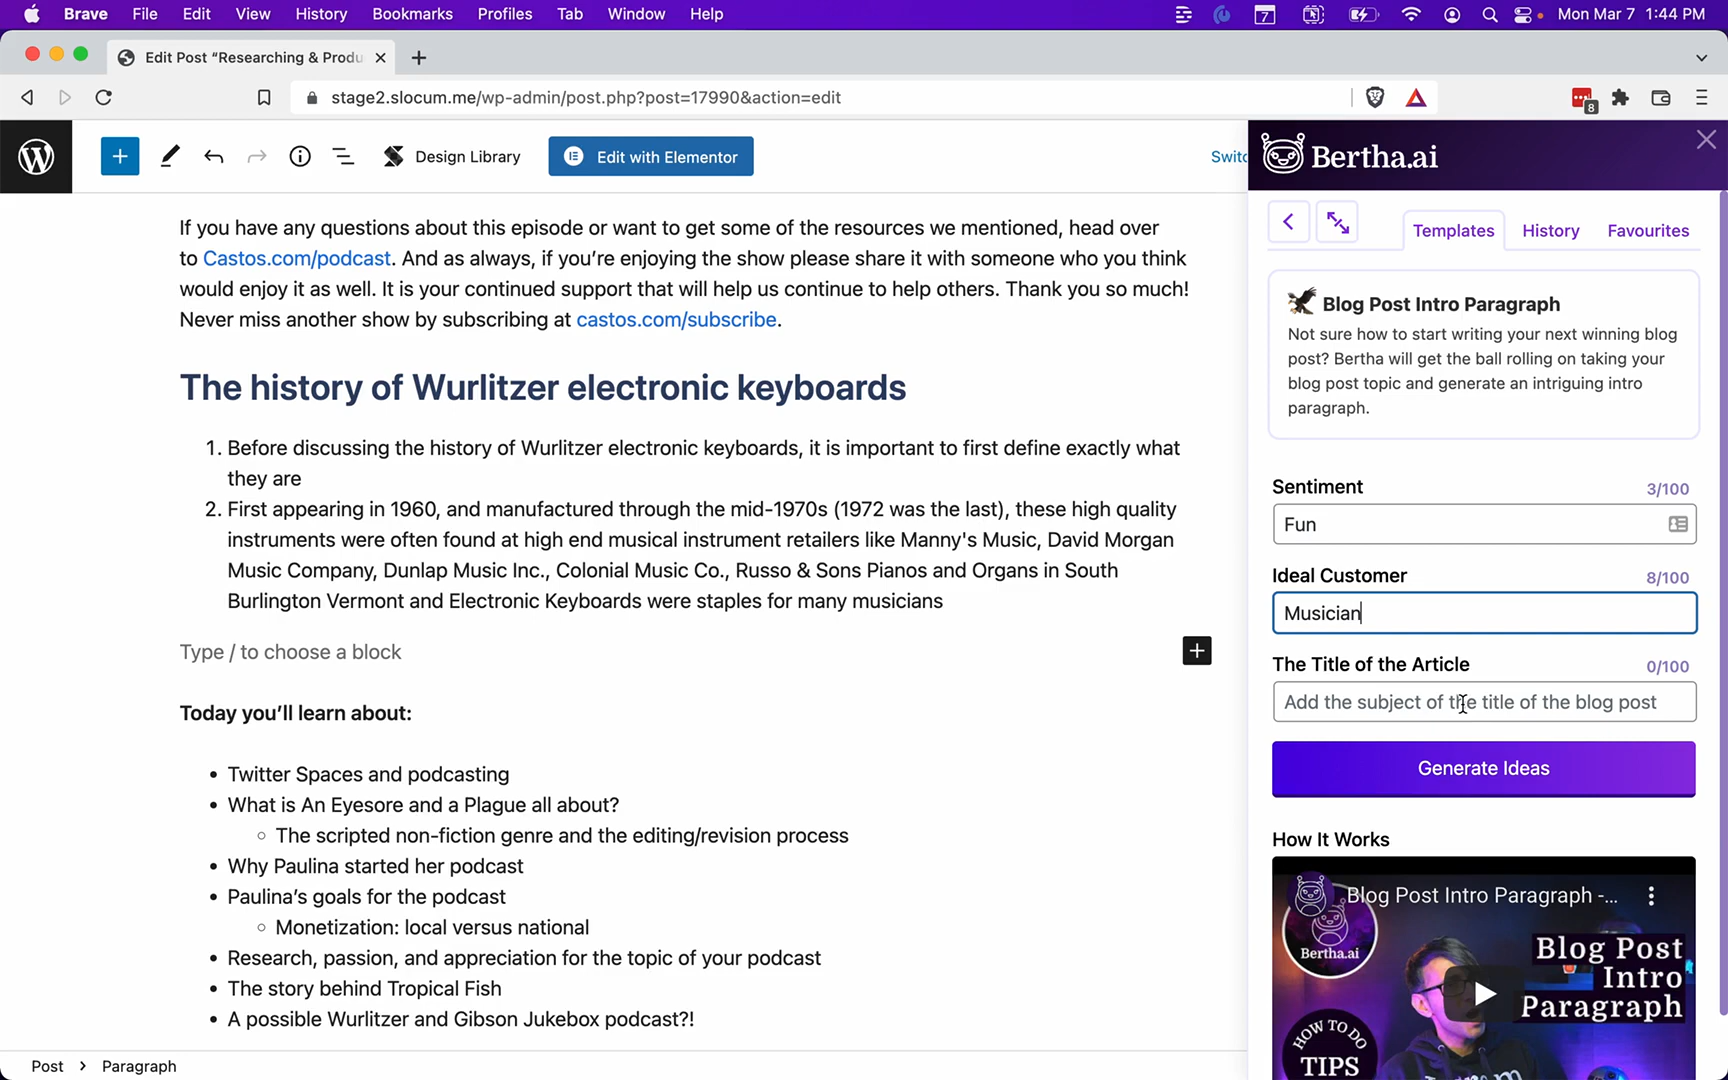 Brave File Edit View History Bookmarks Profiles Tab Window Help 7 Mon Mar 7 1:44 PM
Edit Post “Researching & Produ
stage2.slocum.me/wp-admin/post.php?post=17990&action=edit
8
Design Library Edit with Elementor Switc
Bertha.ai
Templates History Favourites
If you have any questions about this episode or want to get some of the resources we mentioned, head over
to Castos.com/podcast. And as always, if you’re enjoying the show please share it with someone who you think
would enjoy it as well. It is your continued support that will help us continue to help others. Thank you so much!
Never miss another show by subscribing at castos.com/subscribe.
The history of Wurlitzer electronic keyboards
1. Before discussing the history of Wurlitzer electronic keyboards, it is important to first define exactly what
they are
2. First appearing in 1960, and manufactured through the mid-1970s (1972 was the last), these high quality
instruments were often found at high end musical instrument retailers like Manny's Music, David Morgan
Music Company, Dunlap Music Inc., Colonial Music Co., Russo & Sons Pianos and Organs in South
Burlington Vermont and Electronic Keyboards were staples for many musicians
Type / to choose a block
Today you’ll learn about:
• Twitter Spaces and podcasting
• What is An Eyesore and a Plague all about?
◦ The scripted non-fiction genre and the editing/revision process
• Why Paulina started her podcast
• Paulina’s goals for the podcast
◦ Monetization: local versus national
• Research, passion, and appreciation for the topic of your podcast
• The story behind Tropical Fish
• A possible Wurlitzer and Gibson Jukebox podcast?!
Post > Paragraph
Blog Post Intro Paragraph
Not sure how to start writing your next winning blog
post? Bertha will get the ball rolling on taking your
blog post topic and generate an intriguing intro
paragraph.
Sentiment 3/100
Fun
Ideal Customer 8/100
Musician
The Title of the Article 0/100
Add the subject of the title of the blog post
Generate Ideas
How It Works
Blog Post Intro Paragraph -...
Bertha.ai
Blog Post
Intro
Paragraph
HOW TO DO
TIPS